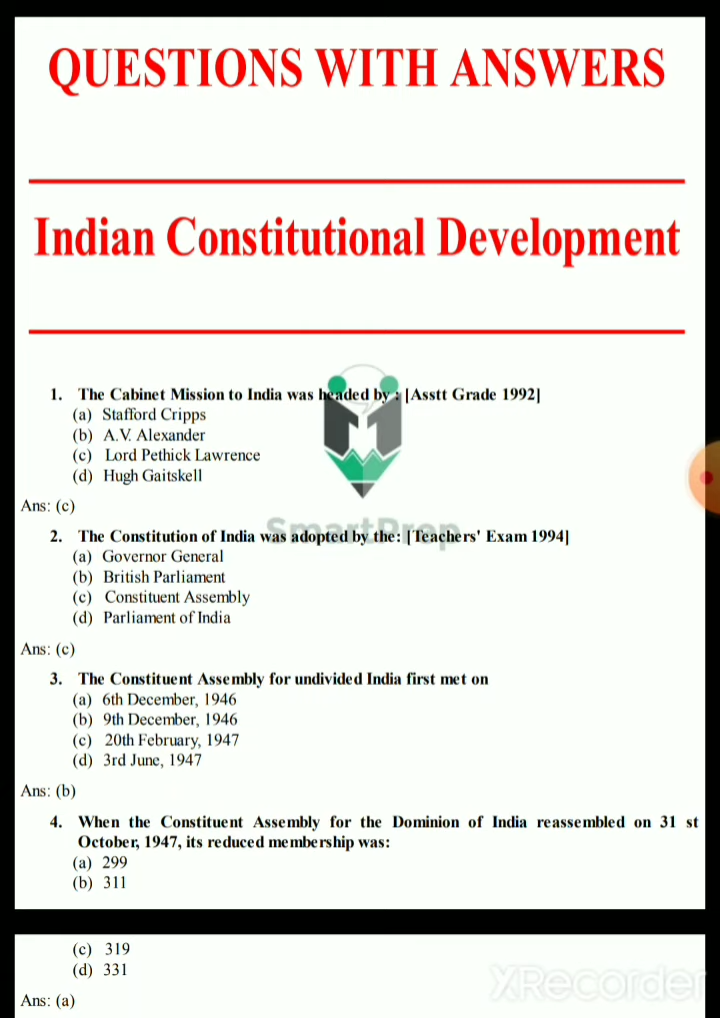 QUESTIONS WITH ANSWERS
Indian Constitutional Development
1. The Cabinet Mission to India was headed by : [Asstt Grade 1992]
(a) Stafford Cripps
(b) A.V. Alexander
(c) Lord Pethick Lawrence
(d) Hugh Gaitskell
Ans: (c)
SmartPrep
2. The Constitution of India was adopted by the: [Teachers' Exam 1994]
(a) Governor General
(b) British Parliament
(c) Constituent Assembly
(d) Parliament of India
Ans: (c)
3. The Constituent Assembly for undivided India first met on
(a) 6th December, 1946
(b) 9th December, 1946
(c) 20th February, 1947
(d) 3rd June, 1947
Ans: (b)
4. When the Constituent Assembly for the Dominion of India reassembled on 31 st
October, 1947, its reduced membership was:
(a) 299
(b) 311
(c) 319
(d) 331
XRecorder
Ans: (a)